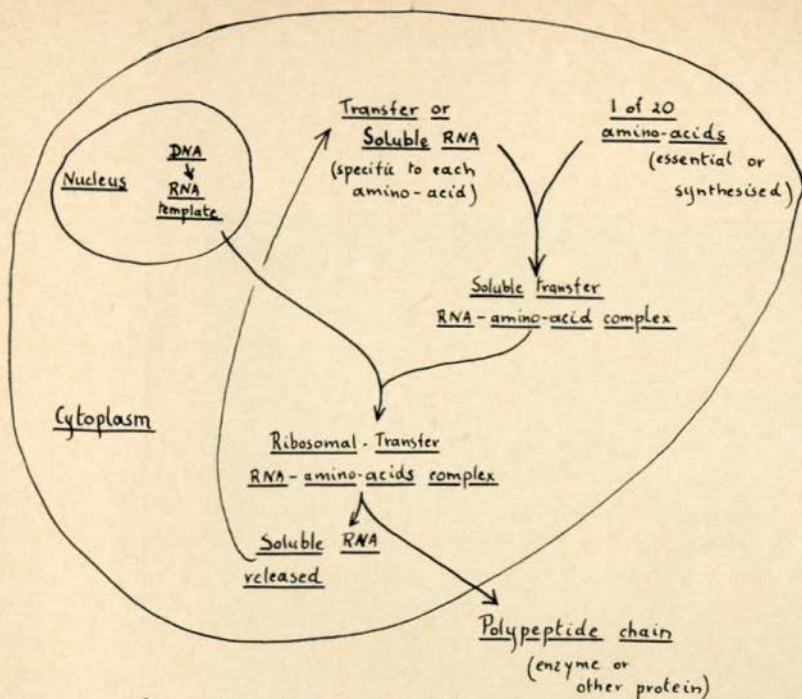 Transfer or
Soluble RNA
(specific to each
amino-acid)
1 of 20
amino-acids
(essential or
synthesised)
Nucleus
DNA
RNA
template
Soluble transfer
RNA-amino-acid complex
Cytoplasm
Ribosomal-Transfer
RNA-amino-acids complex
Soluble RNA
released
Polypeptide chain
(enzyme or
other protein)